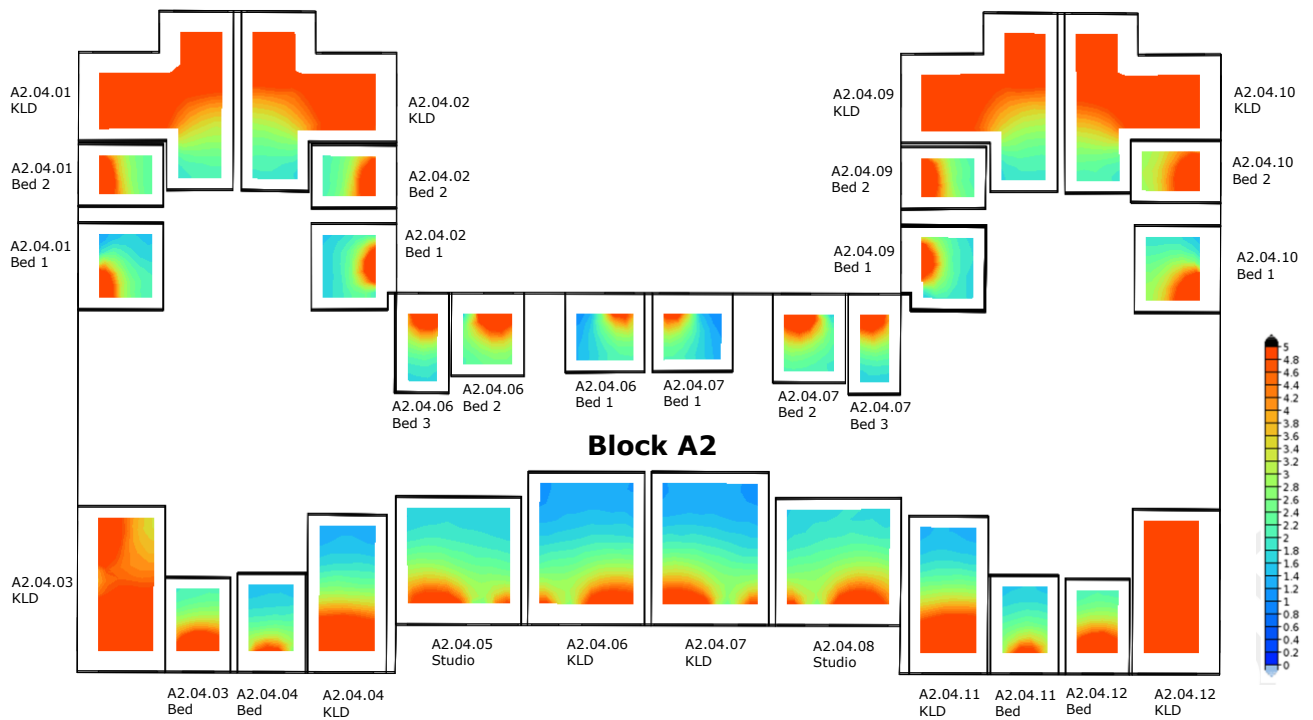 A2.04.01
KLD
A2.04.02
KLD
A2.04.09
KLD
A2.04.10
KLD
A2.04.01
Bed 2
A2.04.02
Bed 2
A2.04.09
Bed 2
A2.04.10
Bed 2
A2.04.01
Bed 1
A2.04.02
Bed 1
A2.04.09
Bed 1
A2.04.10
Bed 1
A2.04.06
Bed 3
A2.04.06
Bed 2
A2.04.06
Bed 1
A2.04.07
Bed 1
A2.04.07
Bed 2
A2.04.07
Bed 3
Block A2
5
4.8
4.6
4.4
4.2
4
3.8
3.6
3.4
3.2
3
2.8
2.6
2.4
2.2
2
1.8
1.6
1.4
1.2
1
0.8
0.6
0.4
0.2
0
A2.04.03
KLD
A2.04.03
Bed
A2.04.04
Bed
A2.04.04
KLD
A2.04.05
Studio
A2.04.06
KLD
A2.04.07
KLD
A2.04.08
Studio
A2.04.11
KLD
A2.04.11
Bed
A2.04.12
Bed
A2.04.12
KLD